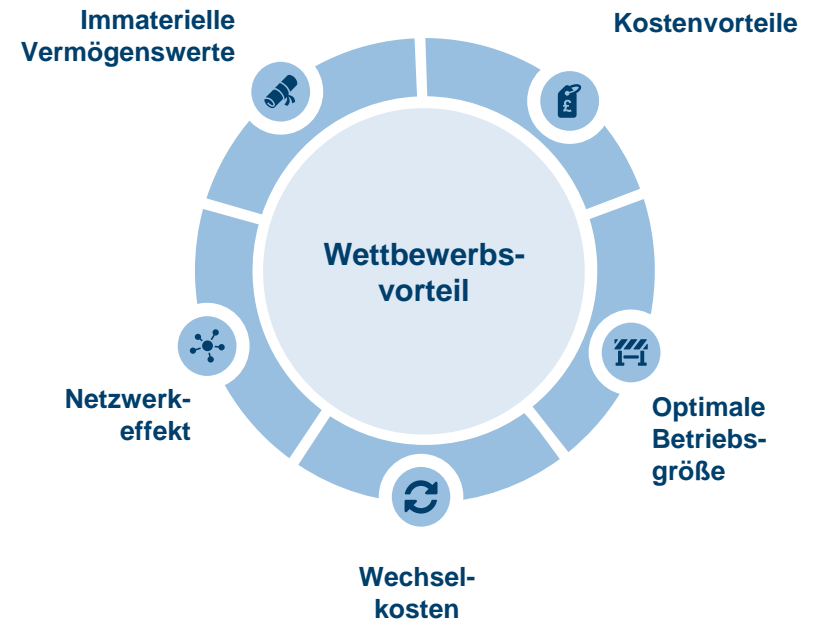 Immaterielle
Vermögenswerte
Kostenvorteile
£
Wettbewerbs-
vorteil
Netzwerk-
effekt
Optimale
Betriebs-
größe
Wechsel-
kosten